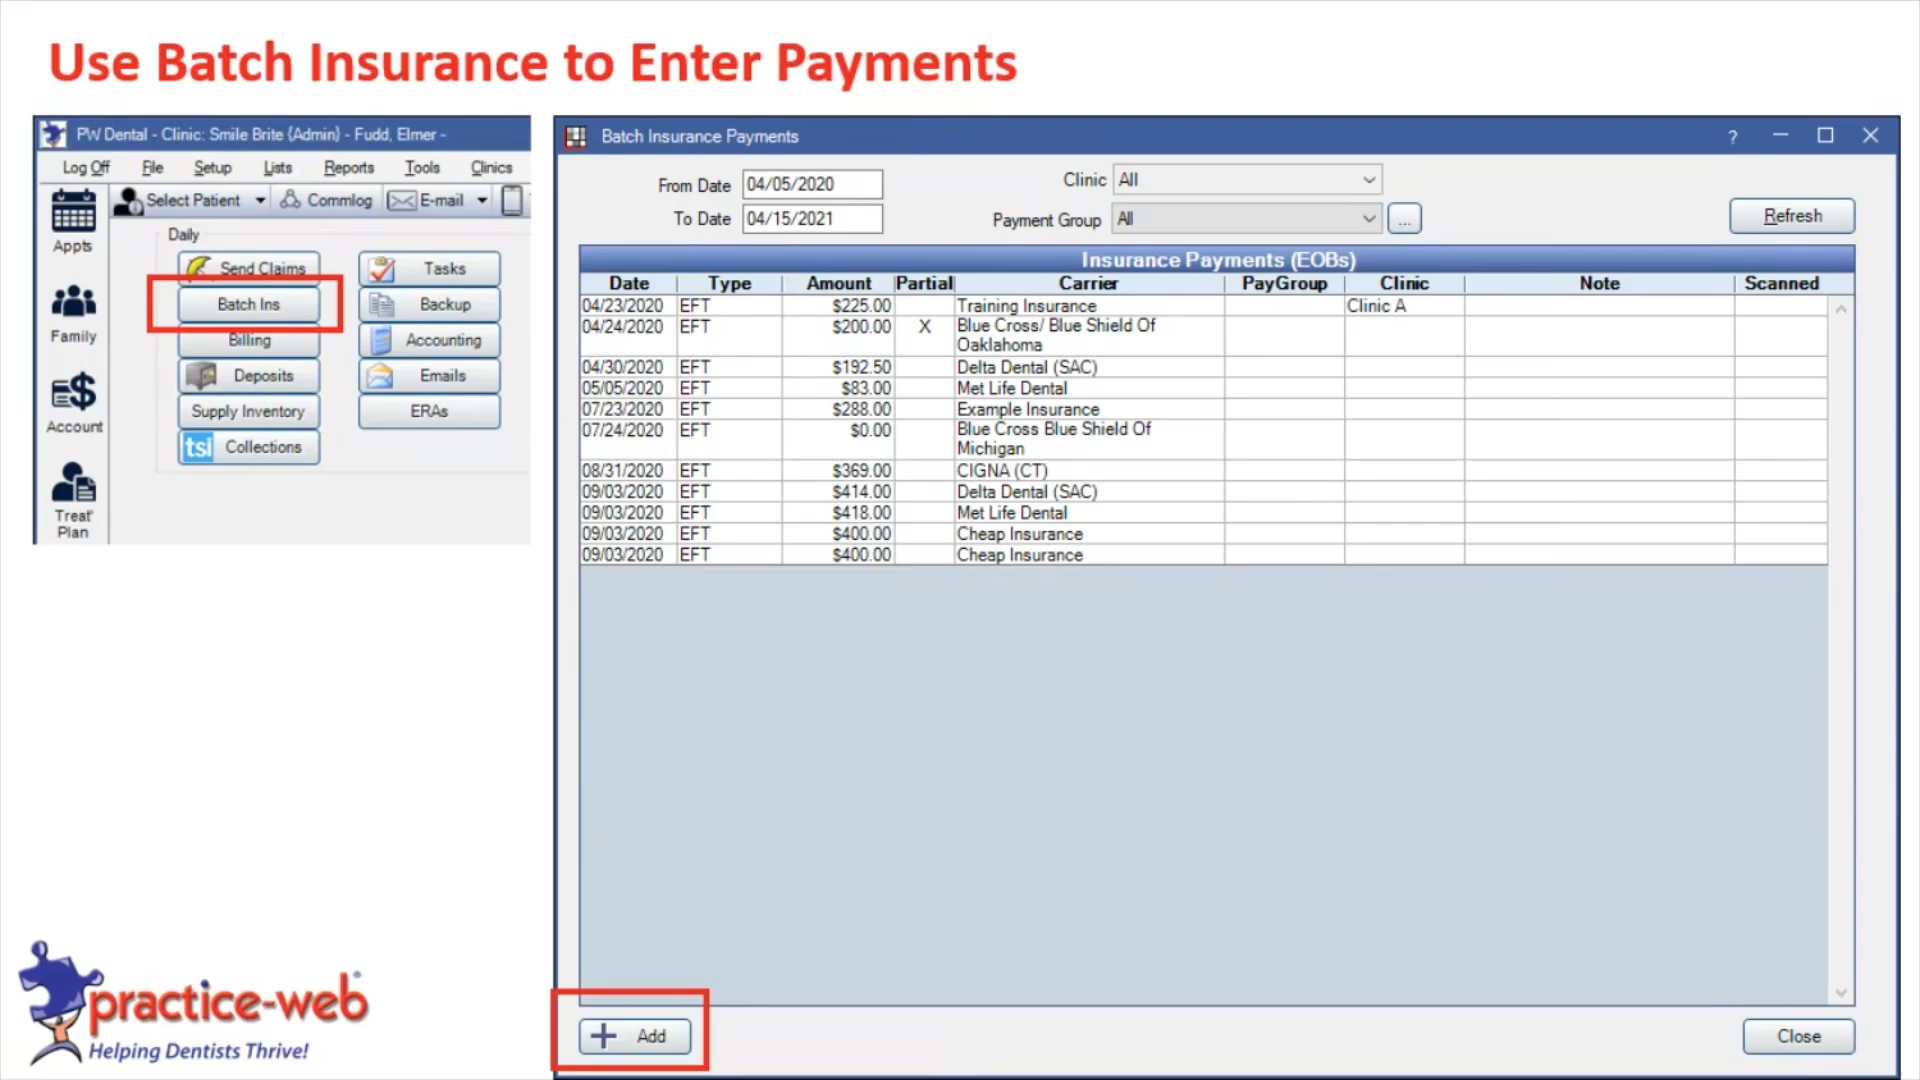 Use Batch Insurance to Enter Payments
PW Dental - Clinic: Smile Brite (Admin) - Fudd, Elmer -
Log Off File Setup Lists Reports Tools Clinics
Select Patient Commlog E-mail
Appts
Family
Account
Treat'
Plan
Daily
Send Claims Tasks
Batch Ins Backup
Billing Accounting
Deposits Emails
Supply Inventory ERAs
tsi Collections
Batch Insurance Payments ?
From Date 04/05/2020 Clinic All
To Date 04/15/2021 Payment Group All ... Refresh
Insurance Payments (EOBs)
Date Type Amount Partial Carrier PayGroup Clinic Note Scanned
04/23/2020 EFT $225.00 Training Insurance Clinic A
04/24/2020 EFT $200.00 X Blue Cross/ Blue Shield Of
Oaklahoma
04/30/2020 EFT $192.50 Delta Dental (SAC)
05/05/2020 EFT $83.00 Met Life Dental
07/23/2020 EFT $288.00 Example Insurance
07/24/2020 EFT $0.00 Blue Cross Blue Shield Of
Michigan
08/31/2020 EFT $369.00 CIGNA (CT)
09/03/2020 EFT $414.00 Delta Dental (SAC)
09/03/2020 EFT $418.00 Met Life Dental
09/03/2020 EFT $400.00 Cheap Insurance
09/03/2020 EFT $400.00 Cheap Insurance
Add Close
practice-web
Helping Dentists Thrive!